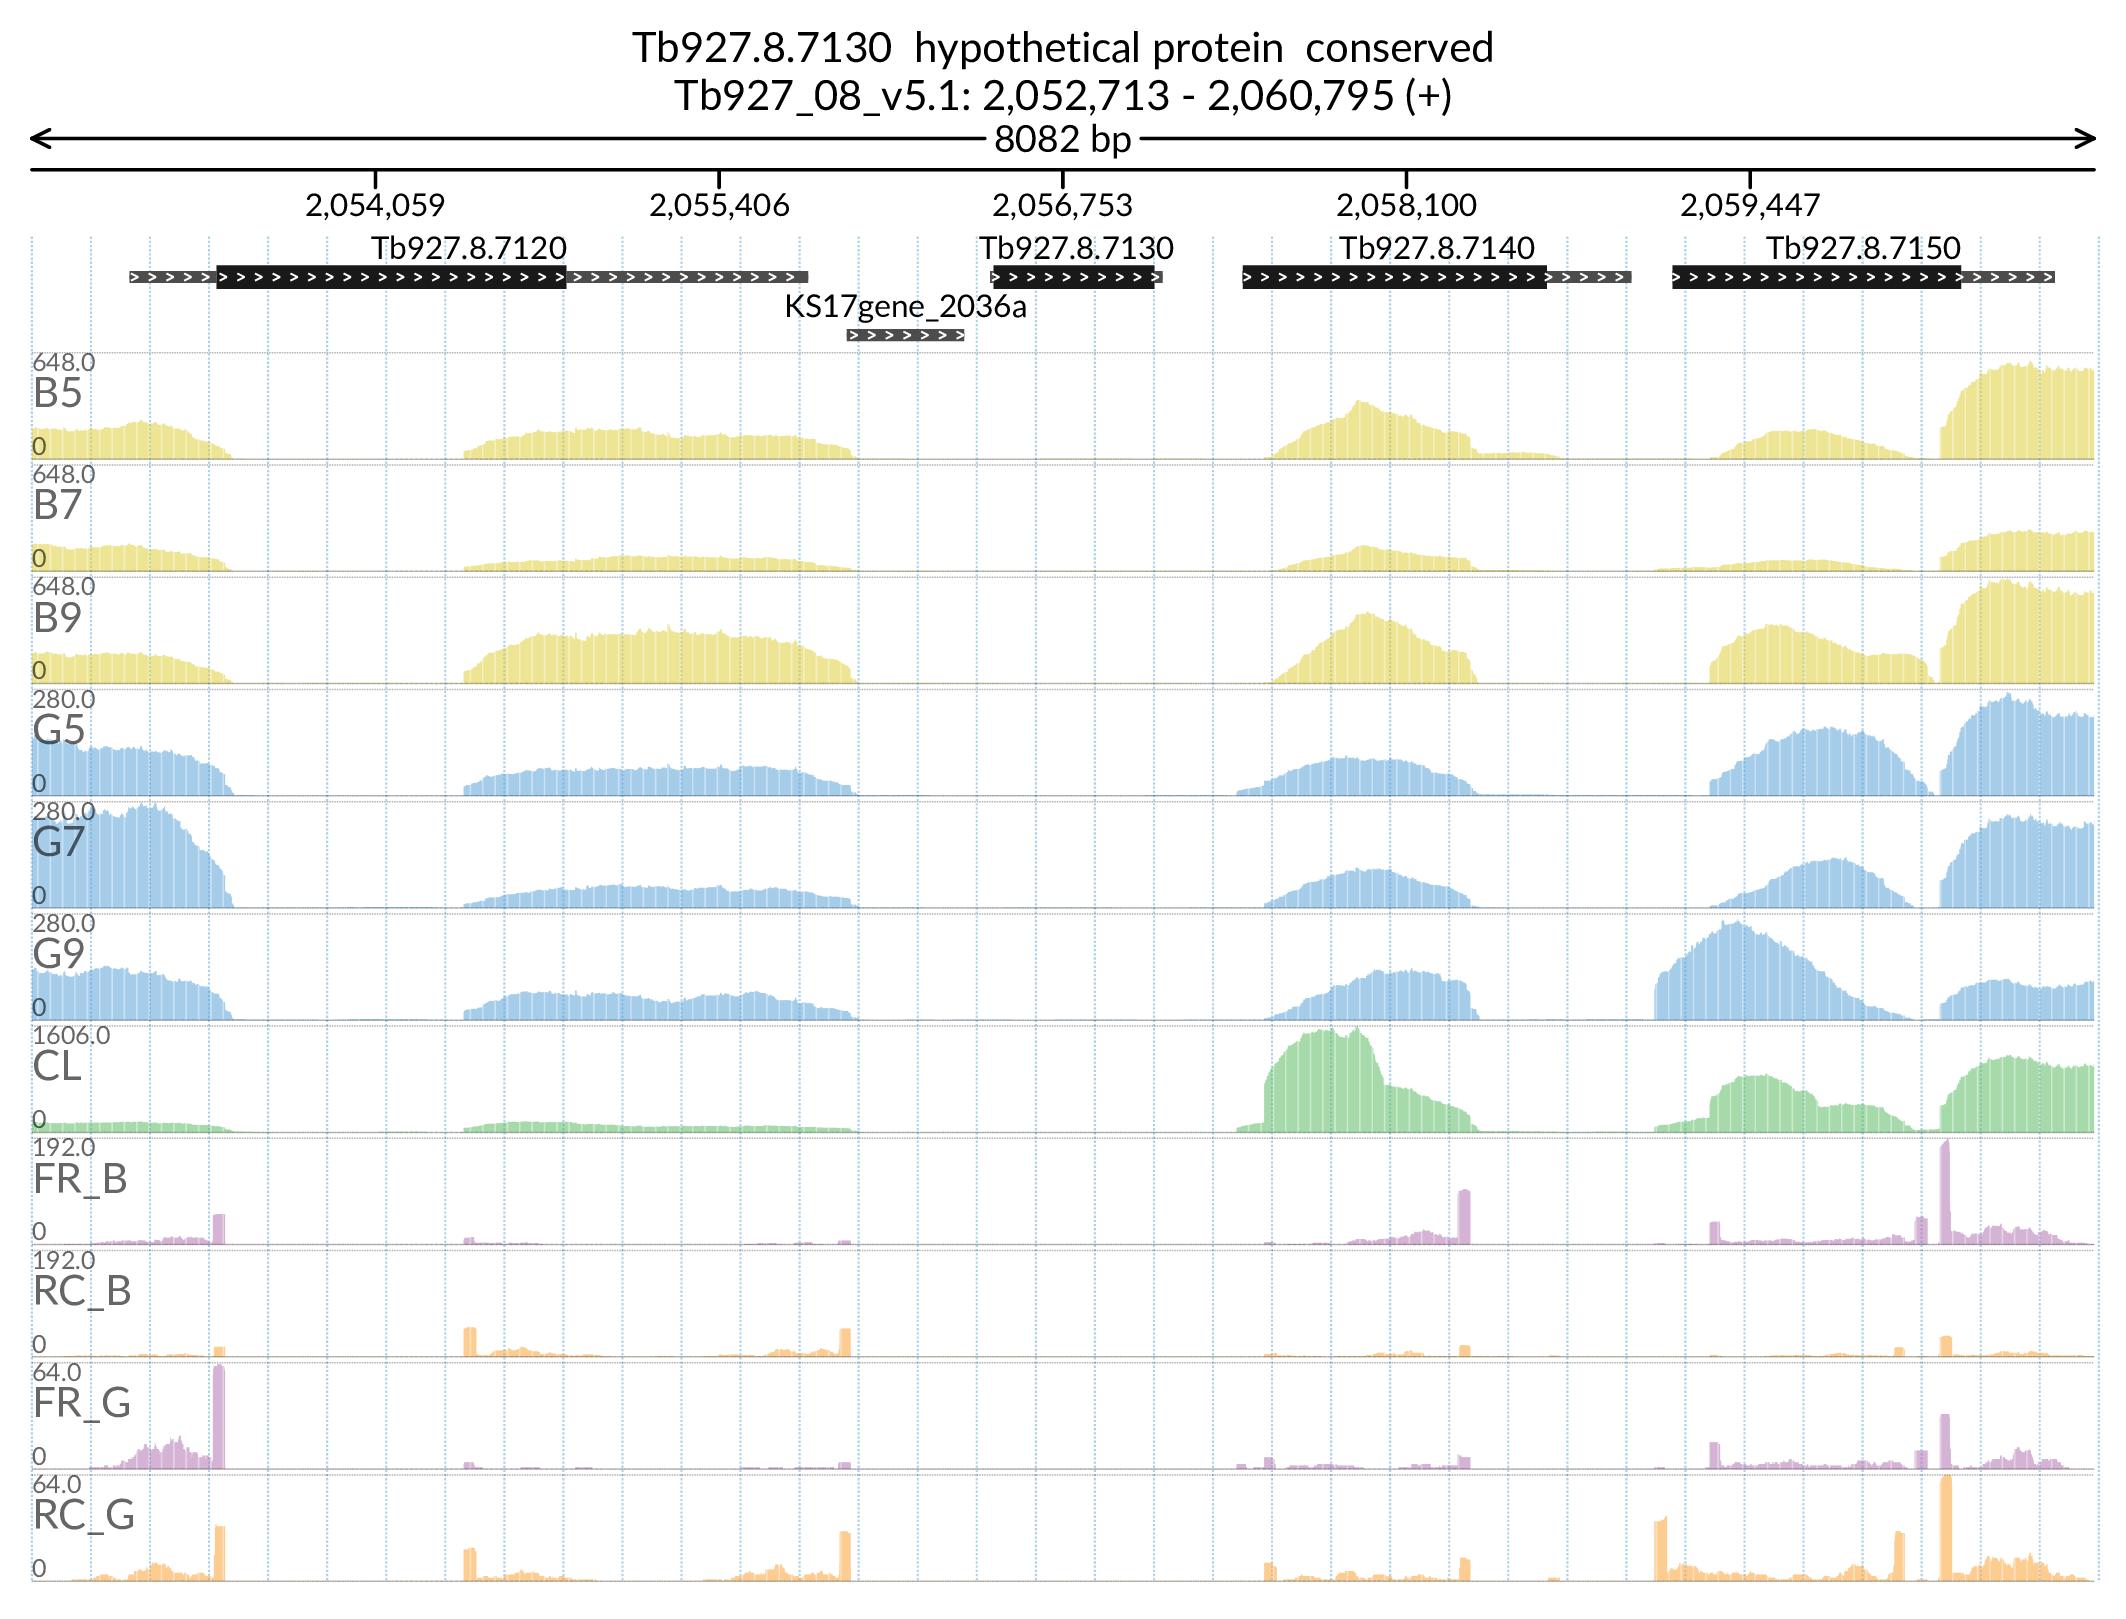 Tb927.8.7130  hypothetical protein  conserved
Tb927_08_v5.1: 2,052,713 - 2,060,795 (+)
8082 bp
2,054,059 2,055,406 2,056,753 2,058,100 2,059,447
Tb927.8.7120 Tb927.8.7130 Tb927.8.7140 Tb927.8.7150
KS17gene_2036a
648.0
B5
0
648.0
B7
0
648.0
B9
0
280.0
G5
0
280.0
G7
0
280.0
G9
0
1606.0
CL
0
192.0
FR_B
0
192.0
RC_B
0
64.0
FR_G
0
64.0
RC_G
0